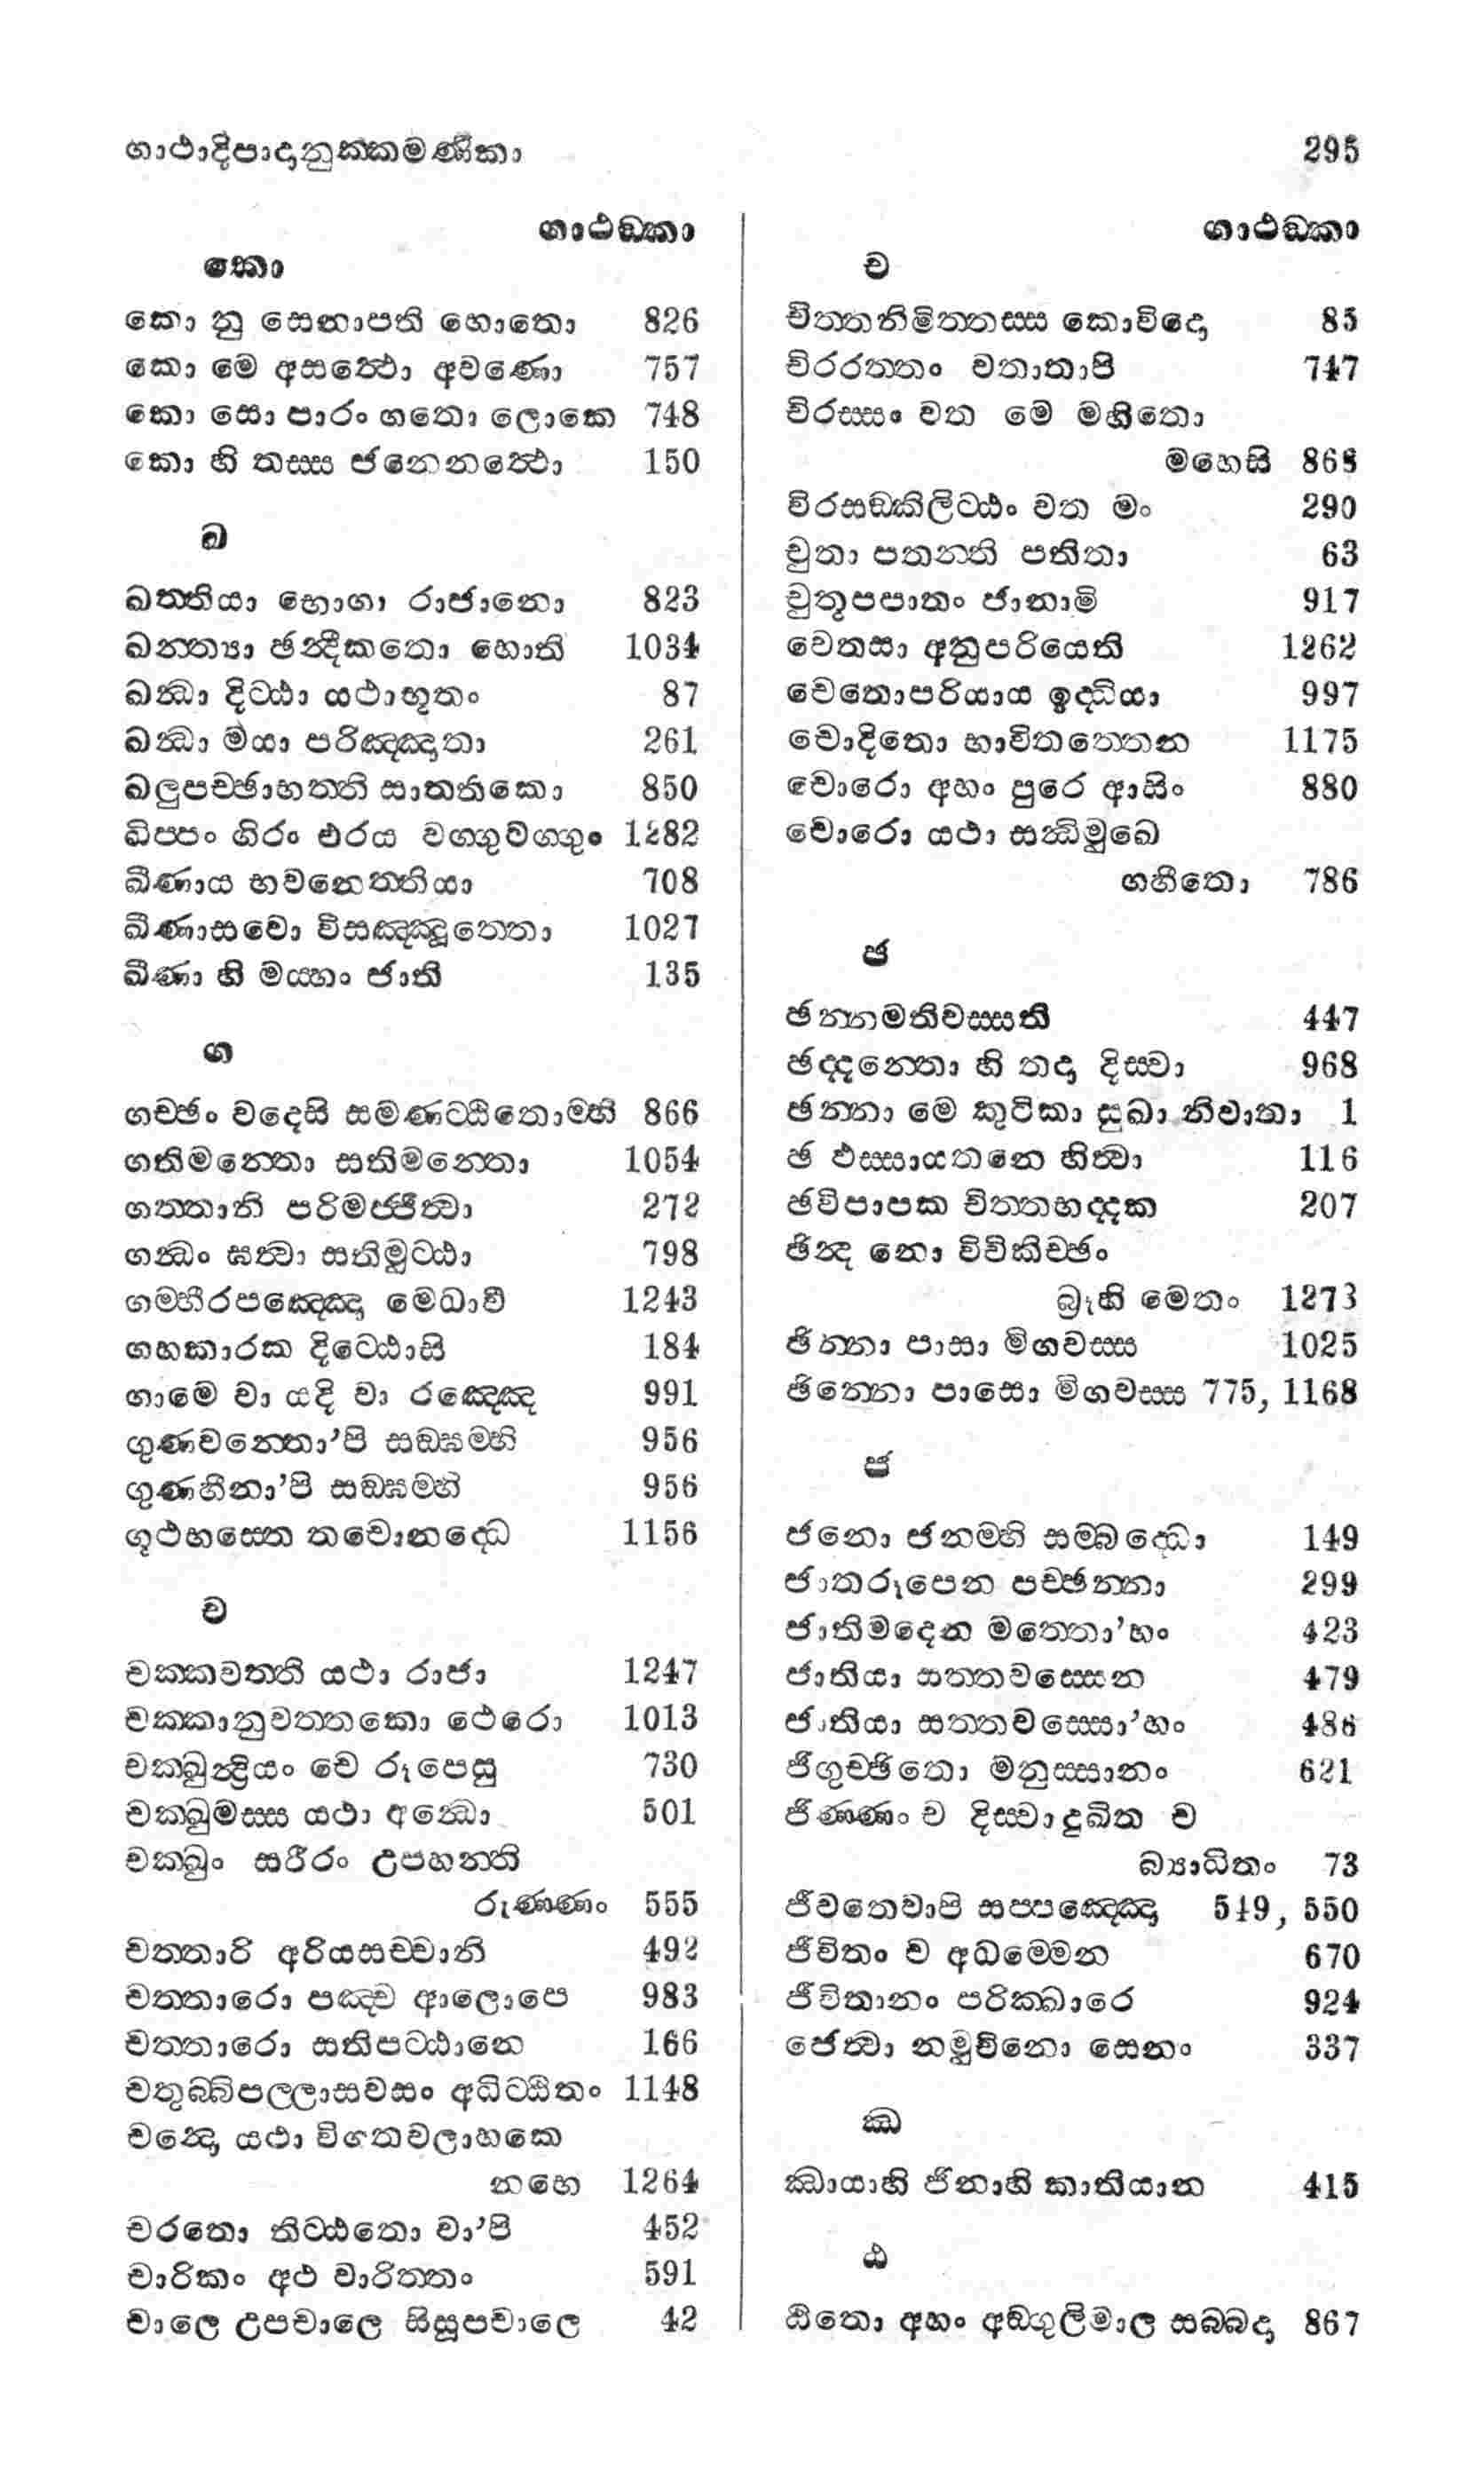 ගාථාදිපාදානුක්කමණිකා 295
ගාථඞ්කා
කො
කො නු සෙනාපති හොතො 826
කො මෙ අසත්ථො අවණ්ණො 757
කො සො පාරං ගතො ලොකෙ 748
කො හි තස්ස ජනෙනත්ථො 150
ඛ
ඛත්තියා භොගා රාජානො 823
ඛන්ත්‍යා ඡන්දීකතො හොති 1034
ඛන්ධා දිට්ඨා යථාභූතං 87
ඛන්ධා මයා පරිඤ්ඤාතා 261
ඛලුපච්ඡාභත්ති සාතතිකො 850
ඛිප්පං ගිරං එරය වග්ගුවග්ගුං 1282
ඛීණාය භවනෙත්තියා 708
ඛීණාසවො විසඤ්ඤුත්තො 1027
ඛීණා හි මය්හං ජාති 135
ග
ගච්ඡං වදෙසි සමණට්ඨිතොම්හි 866
ගතිමන්තො සතිමන්තො 1054
ගත්තානි පරිමජ්ජිත්වා 272
ගන්ධං ඝත්වා සතිමුට්ඨා 798
ගම්භීරපඤ්ඤො මෙධාවී 1243
ගහකාරක දිට්ඨොසි 184
ගාමෙ වා යදි වා රඤ්ඤෙ 991
ගුණවන්තො’පි සඞ්ඝම්හි 956
ගුණහීනා’පි සඞ්ඝම්හි 956
ගූථභස්තෙ තචොනද්ධෙ 1156
ච
චක්කවත්ති යථා රාජා 1247
චක්කානුවත්තකො ථෙරො 1013
චක්ඛුන්ද්‍රියං චෙ රූපෙසු 730
චක්ඛුමස්ස යථා අන්ධො 501
චක්ඛුං සරීරං උපහන්ති
රුණ්ණං 555
චත්තාරි අරියසච්චානි 492
චත්තාරො පඤ්ච ආලොපෙ 983
චත්තාරො සතිපට්ඨානෙ 166
චතුබ්බිපල්ලාසවසං අධිට්ඨිතං 1148
චන්දො යථා විගතවලාහකෙ
නභෙ 1264
චරතො තිට්ඨතො වා’පි 452
චාරිකං අථ වාරිත්තං 591
චාලෙ උපචාලෙ සිසූපචාලෙ 42
ගාථඞ්කා
ච
චිත්තනිමිත්තස්ස කොවිදො 85
චිරරත්තං වතාතාපි 747
චිරස්සං වත මෙ මහිතො
මහෙසි 868
චිරසඞ්කිලිට්ඨං වත මං 290
චුතා පතන්ති පතිතා 63
චුතූපපාතං ජානාමි 917
චෙතසා අනුපරියෙති 1262
චෙතොපරියාය ඉද්ධියා 997
චොදිතො භාවිතත්තෙන 1175
චොරො අහං පුරෙ ආසිං 880
චොරො යථා සන්ධිමුඛෙ
ගහීතො 786
ඡ
ඡන්නමතිවස්සති 447
ඡද්දන්තො හි තදා දිස්වා 968
ඡන්නා මෙ කුටිකා සුඛා නිවාතා 1
ඡ ඵස්සායතනෙ හිත්වා 116
ඡවිපාපක චිත්තභද්දක 207
ඡින්ද නො විචිකිච්ඡං
බ්‍රූහි මෙතං 1273
ඡින්නා පාසා මිගවස්ස 1025
ඡින්නො පාසො මිගවස්ස 775, 1168
ජ
ජනො ජනම්හි සම්බද්ධො 149
ජාතරූපෙන පච්ඡන්නා 299
ජාතිමදෙන මත්තො’හං 423
ජාතියා සත්තවස්සෙන 479
ජාතියා සත්තවස්සො’හං 486
ජිගුච්ඡිතො මනුස්සානං 621
ජිණ්ණං ච දිස්වා දුඛිත ච
බ්‍යාධිතං 73
ජීවතෙවාපි සප්පඤ්ඤො 549, 550
ජීවිතං ච අධම්මෙන 670
ජීවිතානං පරික්ඛාරෙ 924
ජෙත්වා නමුචිනො සෙනං 337
ඣ
ඣායාහි ජිනාහි කාතියාන 415
ඨ
ඨිතො අහං අඞ්ගුලිමාල සබ්බදා 867